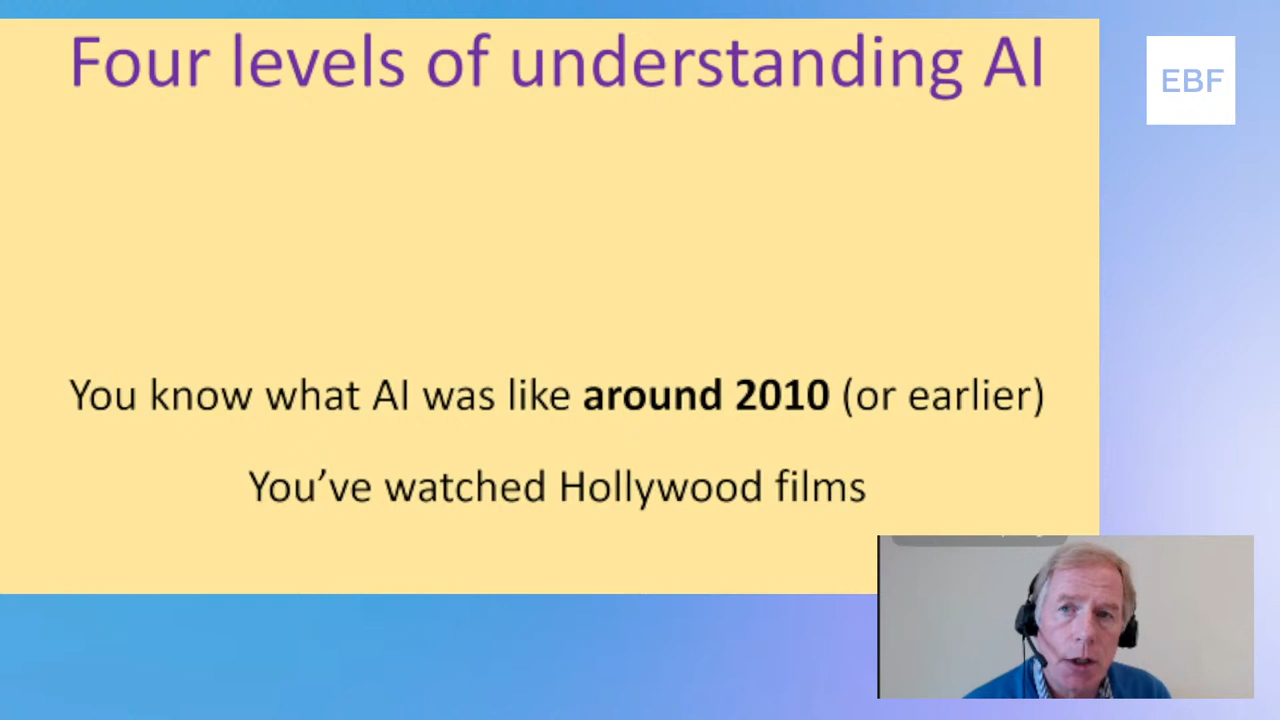 Four levels of understanding AI
EBF
You know what AI was like around 2010 (or earlier)
You’ve watched Hollywood films